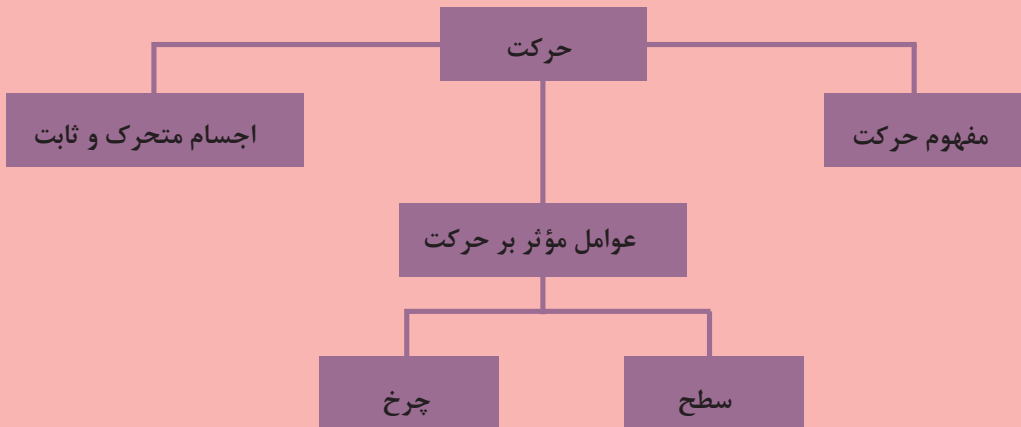 حرکت
مفهوم حرکت
اجسام متحرک و ثابت
عوامل مؤثر بر حرکت
سطح
چرخ